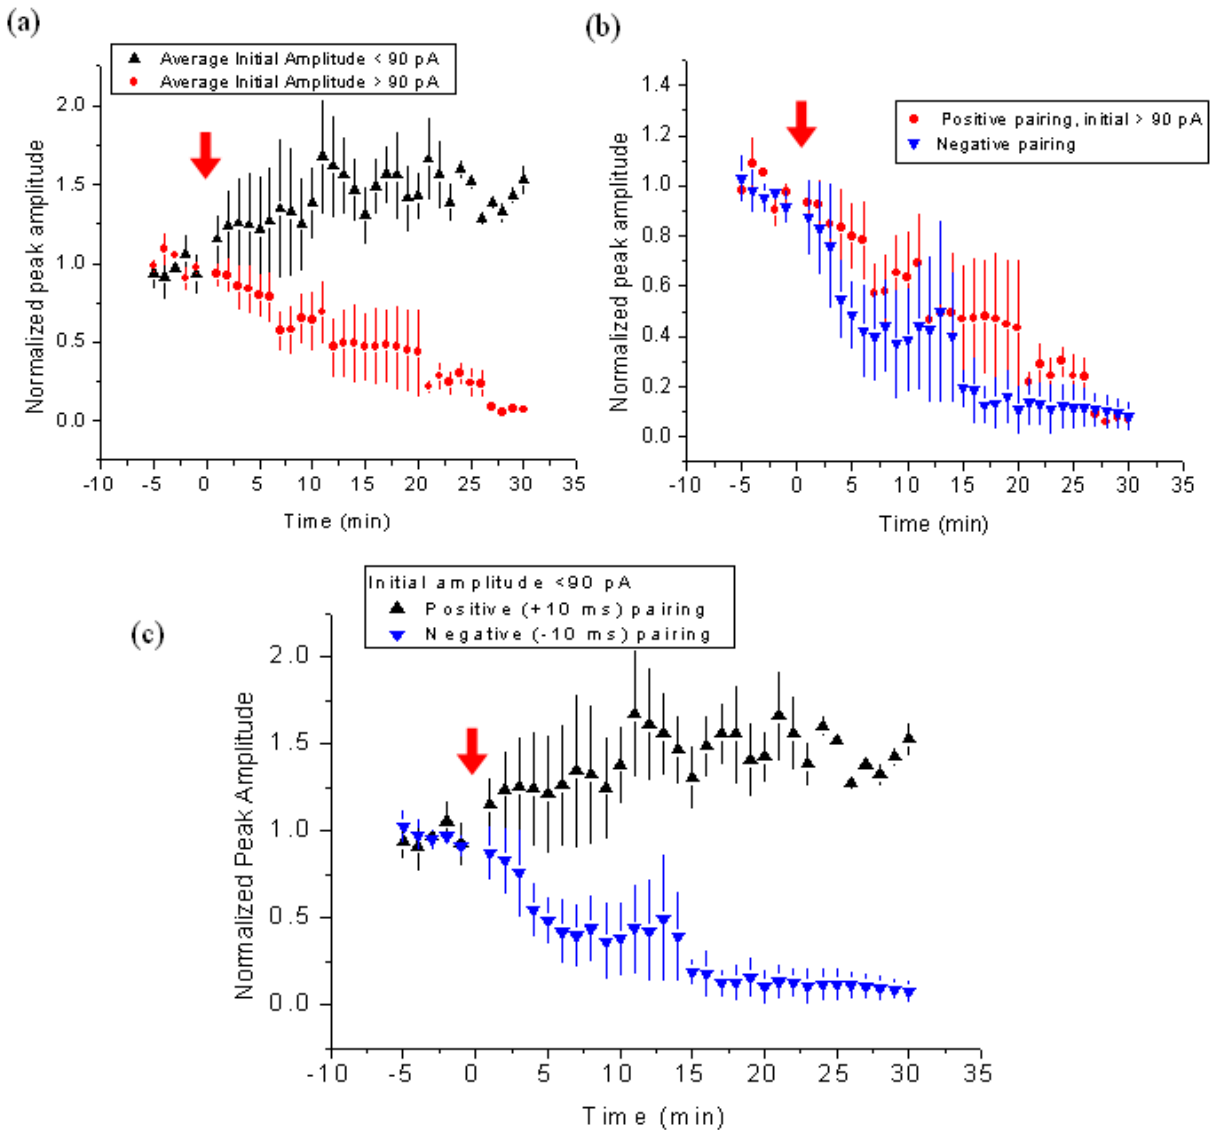 (a)
Average Initial Amplitude < 90 pA
Average Initial Amplitude > 90 pA
Normalized peak amplitude
2.0
1.5
1.0
0.5
0.0
-10 -5 0 5 10 15 20 25 30 35
Time (min)
(b)
Positive pairing, initial > 90 pA
Negative pairing
Normalized peak amplitude
1.4
1.2
1.0
0.8
0.6
0.4
0.2
0.0
-10 -5 0 5 10 15 20 25 30 35
Time (min)
(c)
Initial amplitude <90 pA
Positive (+10 ms) pairing
Negative (-10 ms) pairing
Normalized Peak Amplitude
2.0
1.5
1.0
0.5
0.0
-10 -5 0 5 10 15 20 25 30 35
Time (min)